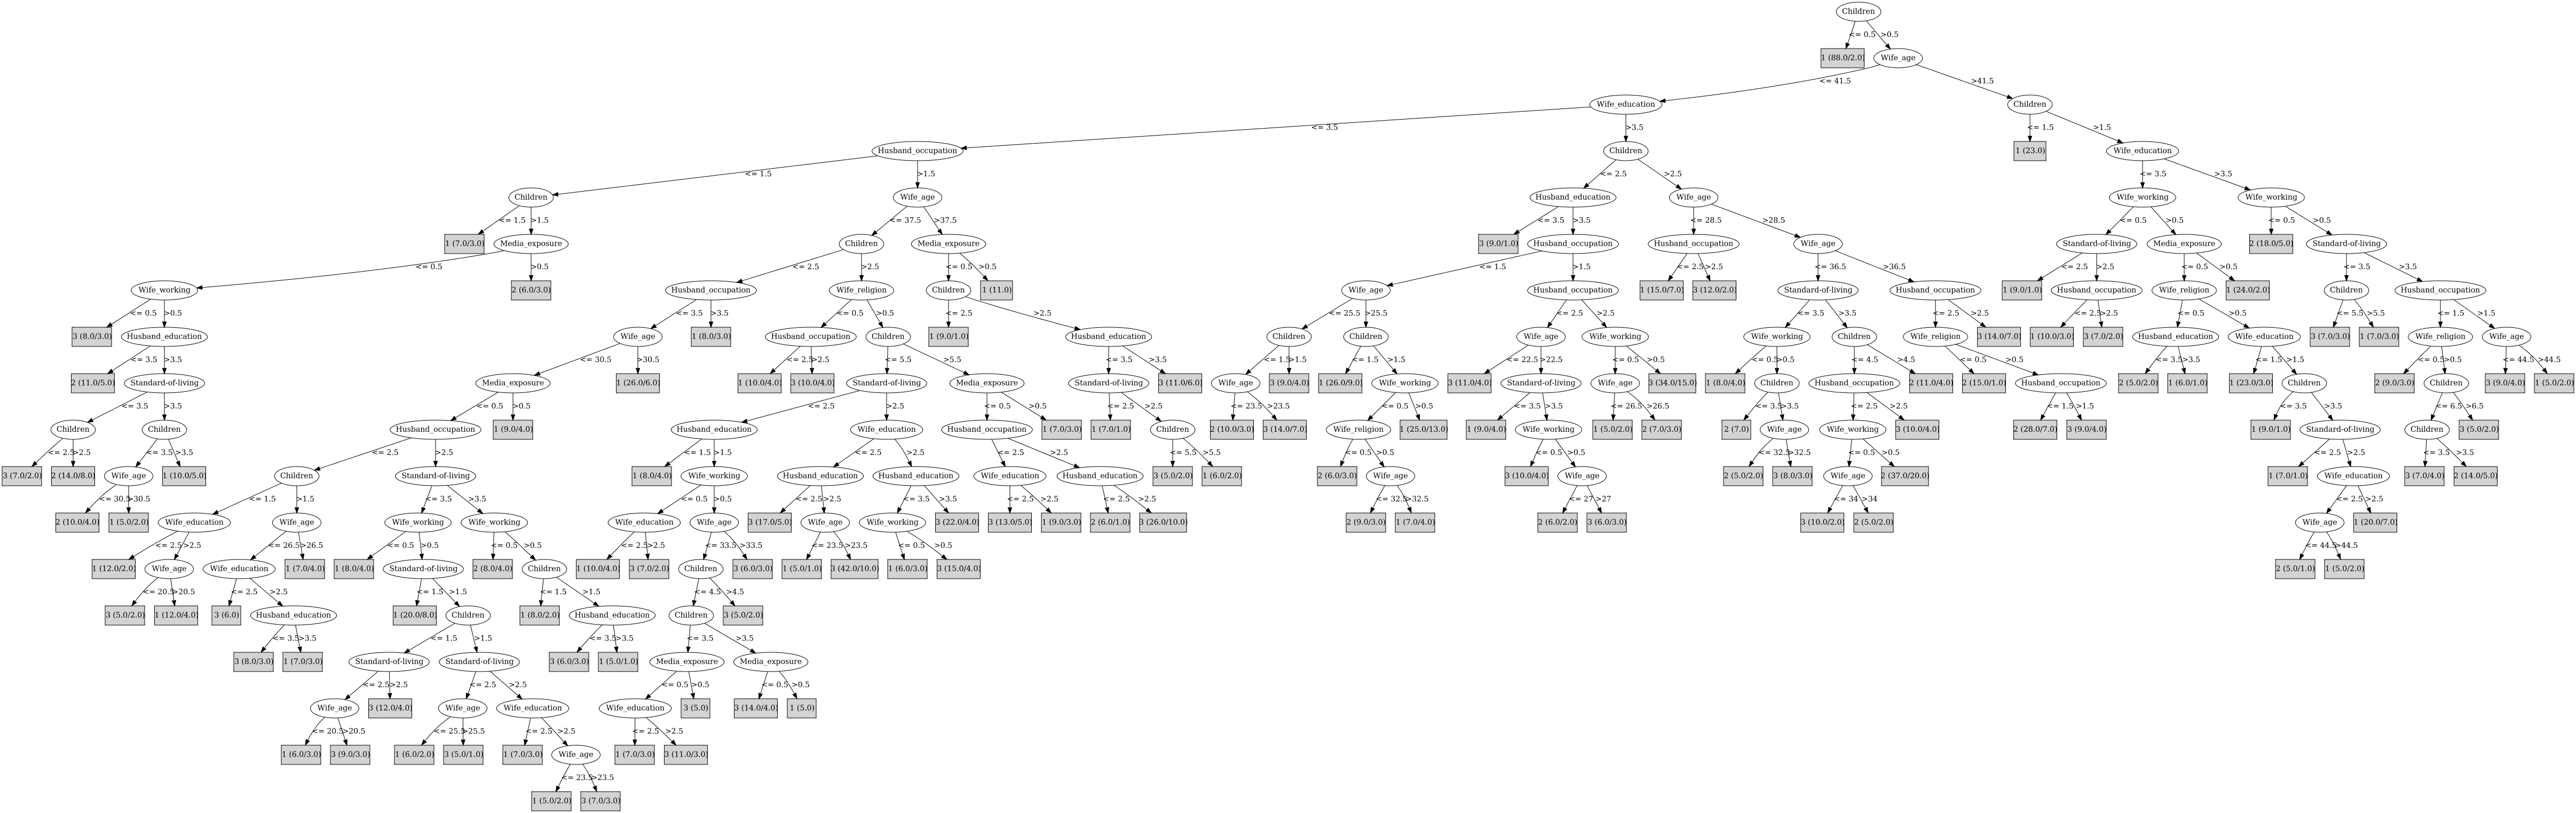 Children
<= 0.5 >0.5
1 (88.0/2.0) Wife_age
<= 41.5 >41.5
Wife_education Children
<= 3.5 >3.5 <= 1.5 >1.5
Husband_occupation Children 1 (23.0) Wife_education
<= 1.5 >1.5 <= 2.5 >2.5 <= 3.5 >3.5
Children Wife_age Husband_education Wife_age Wife_working Wife_working
<= 1.5 >1.5 <= 37.5 >37.5 <= 3.5 >3.5 <= 28.5 >28.5 <= 0.5 >0.5 <= 0.5 >0.5
1 (7.0/3.0) Media_exposure Children Media_exposure 3 (9.0/1.0) Husband_occupation Husband_occupation Wife_age Standard-of-living Media_exposure 2 (18.0/5.0) Standard-of-living
<= 0.5 >0.5 <= 2.5 >2.5 <= 0.5 >0.5 <= 1.5 >1.5 <= 2.5 >2.5 <= 36.5 >36.5 <= 2.5 >2.5 <= 0.5 >0.5 <= 3.5 >3.5
Wife_working 2 (6.0/3.0) Husband_occupation Wife_religion Children 1 (11.0) Wife_age Husband_occupation 1 (15.0/7.0) 3 (12.0/2.0) Standard-of-living Husband_occupation 1 (9.0/1.0) Husband_occupation Wife_religion 1 (24.0/2.0) Children Husband_occupation
<= 0.5 >0.5 <= 3.5 >3.5 <= 0.5 >0.5 <= 2.5 >2.5 <= 25.5 >25.5 <= 2.5 >2.5 <= 3.5 >3.5 <= 2.5 >2.5 <= 2.5 >2.5 <= 0.5 >0.5 <= 5.5 >5.5 <= 1.5 >1.5
3 (8.0/3.0) Husband_education Wife_age 1 (8.0/3.0) Husband_occupation Children 1 (9.0/1.0) Husband_education Children Children Wife_age Wife_working Wife_working Children Wife_religion 3 (14.0/7.0) 1 (10.0/3.0) 3 (7.0/2.0) Husband_education Wife_education 3 (7.0/3.0) 1 (7.0/3.0) Wife_religion Wife_age
<= 3.5 >3.5 <= 30.5 >30.5 <= 2.5 >2.5 <= 5.5 >5.5 <= 3.5 >3.5 <= 1.5 >1.5 <= 1.5 >1.5 <= 22.5 >22.5 <= 0.5 >0.5 <= 0.5 >0.5 <= 4.5 >4.5 <= 0.5 >0.5 <= 3.5 >3.5 <= 1.5 >1.5 <= 0.5 >0.5 <= 44.5 >44.5
2 (11.0/5.0) Standard-of-living Media_exposure 1 (26.0/6.0) 1 (10.0/4.0) 3 (10.0/4.0) Standard-of-living Media_exposure Standard-of-living 3 (11.0/6.0) Wife_age 3 (9.0/4.0) 1 (26.0/9.0) Wife_working 3 (11.0/4.0) Standard-of-living Wife_age 3 (34.0/15.0) 1 (8.0/4.0) Children Husband_occupation 2 (11.0/4.0) 2 (15.0/1.0) Husband_occupation 2 (5.0/2.0) 1 (6.0/1.0) 1 (23.0/3.0) Children 2 (9.0/3.0) Children 3 (9.0/4.0) 1 (5.0/2.0)
<= 3.5 >3.5 <= 0.5 >0.5 <= 2.5 >2.5 <= 0.5 >0.5 <= 2.5 >2.5 <= 23.5 >23.5 <= 0.5 >0.5 <= 3.5 >3.5 <= 26.5 >26.5 <= 3.5 >3.5 <= 2.5 >2.5 <= 1.5 >1.5 <= 3.5 >3.5 <= 6.5 >6.5
Children Children Husband_occupation 1 (9.0/4.0) Husband_education Wife_education Husband_occupation 1 (7.0/3.0) 1 (7.0/1.0) Children 2 (10.0/3.0) 3 (14.0/7.0) Wife_religion 1 (25.0/13.0) 1 (9.0/4.0) Wife_working 1 (5.0/2.0) 2 (7.0/3.0) 2 (7.0) Wife_age Wife_working 3 (10.0/4.0) 2 (28.0/7.0) 3 (9.0/4.0) 1 (9.0/1.0) Standard-of-living Children 3 (5.0/2.0)
<= 2.5 >2.5 <= 3.5 >3.5 <= 2.5 >2.5 <= 1.5 >1.5 <= 2.5 >2.5 <= 2.5 >2.5 <= 5.5 >5.5 <= 0.5 >0.5 <= 0.5 >0.5 <= 32.5 >32.5 <= 0.5 >0.5 <= 2.5 >2.5 <= 3.5 >3.5
3 (7.0/2.0) 2 (14.0/8.0) Wife_age 1 (10.0/5.0) Children Standard-of-living 1 (8.0/4.0) Wife_working Husband_education Husband_education Wife_education Husband_education 3 (5.0/2.0) 1 (6.0/2.0) 2 (6.0/3.0) Wife_age 3 (10.0/4.0) Wife_age 2 (5.0/2.0) 3 (8.0/3.0) Wife_age 2 (37.0/20.0) 1 (7.0/1.0) Wife_education 3 (7.0/4.0) 2 (14.0/5.0)
<= 30.5 >30.5 <= 1.5 >1.5 <= 3.5 >3.5 <= 0.5 >0.5 <= 2.5 >2.5 <= 3.5 >3.5 <= 2.5 >2.5 <= 2.5 >2.5 <= 32.5 >32.5 <= 27 >27 <= 34 >34 <= 2.5 >2.5
2 (10.0/4.0) 1 (5.0/2.0) Wife_education Wife_age Wife_working Wife_working Wife_education Wife_age 3 (17.0/5.0) Wife_age Wife_working 3 (22.0/4.0) 3 (13.0/5.0) 1 (9.0/3.0) 2 (6.0/1.0) 3 (26.0/10.0) 2 (9.0/3.0) 1 (7.0/4.0) 2 (6.0/2.0) 3 (6.0/3.0) 3 (10.0/2.0) 2 (5.0/2.0) Wife_age 1 (20.0/7.0)
<= 2.5 >2.5 <= 26.5 >26.5 <= 0.5 >0.5 <= 0.5 >0.5 <= 2.5 >2.5 <= 33.5 >33.5 <= 23.5 >23.5 <= 0.5 >0.5 <= 44.5 >44.5
1 (12.0/2.0) Wife_age Wife_education 1 (7.0/4.0) 1 (8.0/4.0) Standard-of-living 2 (8.0/4.0) Children 1 (10.0/4.0) 3 (7.0/2.0) Children 3 (6.0/3.0) 1 (5.0/1.0) 3 (42.0/10.0) 1 (6.0/3.0) 3 (15.0/4.0) 2 (5.0/1.0) 1 (5.0/2.0)
<= 20.5 >20.5 <= 2.5 >2.5 <= 1.5 >1.5 <= 1.5 >1.5 <= 4.5 >4.5
3 (5.0/2.0) 1 (12.0/4.0) 3 (6.0) Husband_education 1 (20.0/8.0) Children 1 (8.0/2.0) Husband_education Children 3 (5.0/2.0)
<= 3.5 >3.5 <= 1.5 >1.5 <= 3.5 >3.5 <= 3.5 >3.5
3 (8.0/3.0) 1 (7.0/3.0) Standard-of-living Standard-of-living 3 (6.0/3.0) 1 (5.0/1.0) Media_exposure Media_exposure
<= 2.5 >2.5 <= 2.5 >2.5 <= 0.5 >0.5 <= 0.5 >0.5
Wife_age 3 (12.0/4.0) Wife_age Wife_education Wife_education 3 (5.0) 3 (14.0/4.0) 1 (5.0)
<= 20.5 >20.5 <= 25.5 >25.5 <= 2.5 >2.5 <= 2.5 >2.5
1 (6.0/3.0) 3 (9.0/3.0) 1 (6.0/2.0) 3 (5.0/1.0) 1 (7.0/3.0) Wife_age 1 (7.0/3.0) 3 (11.0/3.0)
<= 23.5 >23.5
1 (5.0/2.0) 3 (7.0/3.0)